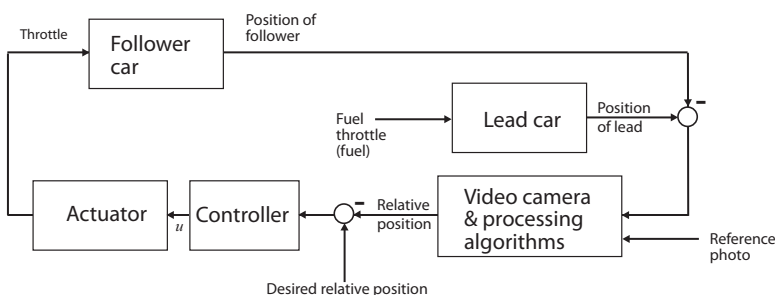 Throttle
Position of
follower
Follower
car
Fuel
throttle
(fuel)
Lead car
Position
of lead
Actuator
u
Controller
Relative
position
Video camera
& processing
algorithms
Reference
photo
Desired relative position